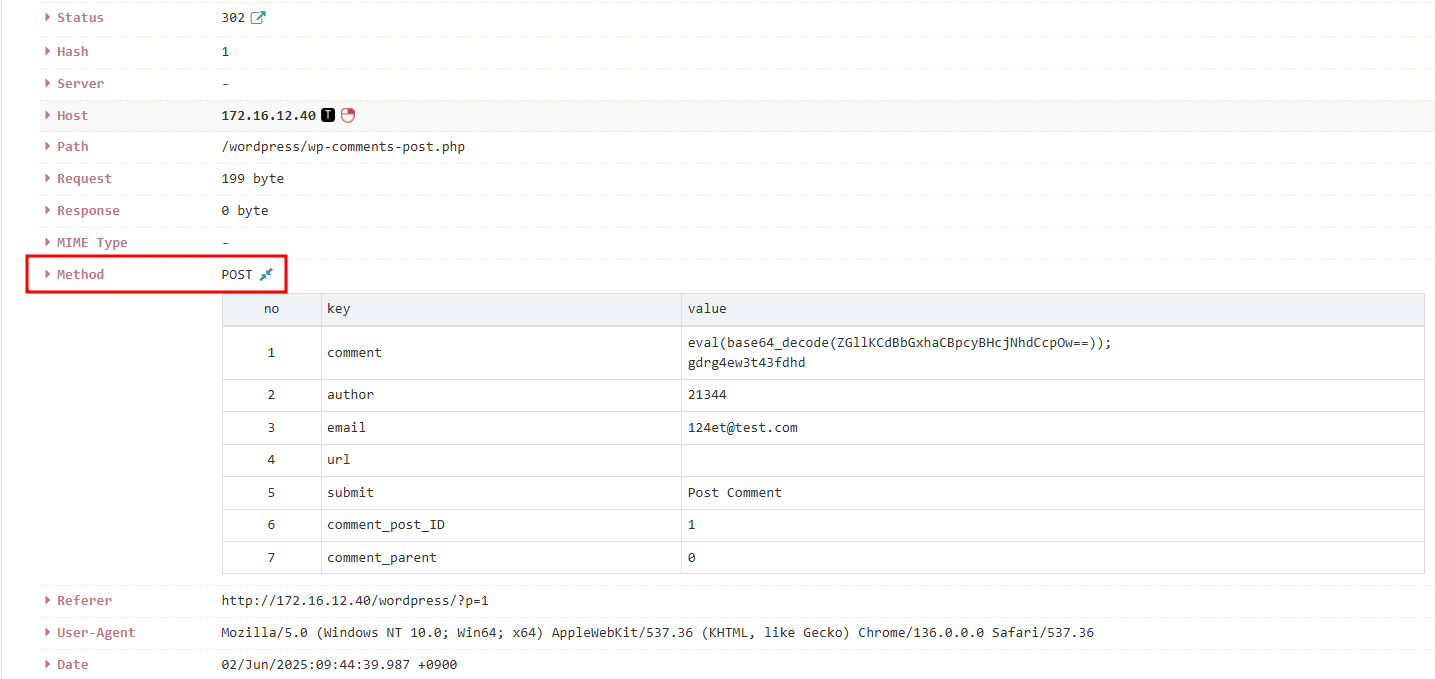 Status 302
Hash 1
Server -
Host 172.16.12.40 T
Path /wordpress/wp-comments-post.php
Request 199 byte
Response 0 byte
MIME Type -
Method POST
no key value
1 comment eval(base64_decode(ZGllKCdBbGxhaCBpcyBHcjNhdCcpOw==));
gdrg4ew3t43fdhd
2 author 21344
3 email 124et@test.com
4 url
5 submit Post Comment
6 comment_post_ID 1
7 comment_parent 0
Referer http://172.16.12.40/wordpress/?p=1
User-Agent Mozilla/5.0 (Windows NT 10.0; Win64; x64) AppleWebKit/537.36 (KHTML, like Gecko) Chrome/136.0.0.0 Safari/537.36
Date 02/Jun/2025:09:44:39.987 +0900